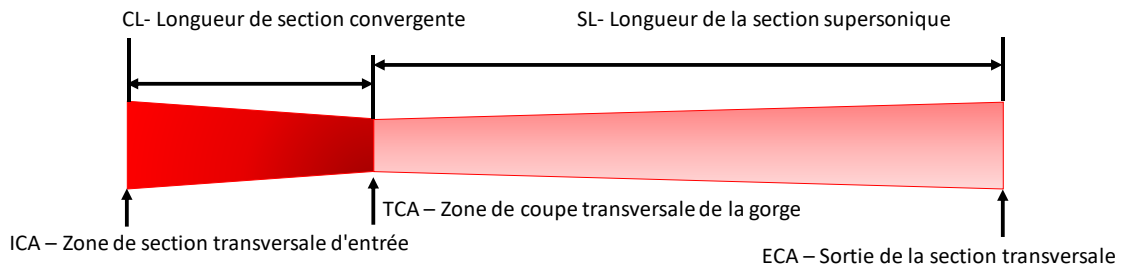 CL- Longueur de section convergente
SL- Longueur de la section supersonique
TCA – Zone de coupe transversale de la gorge
ICA – Zone de section transversale d'entrée
ECA – Sortie de la section transversale